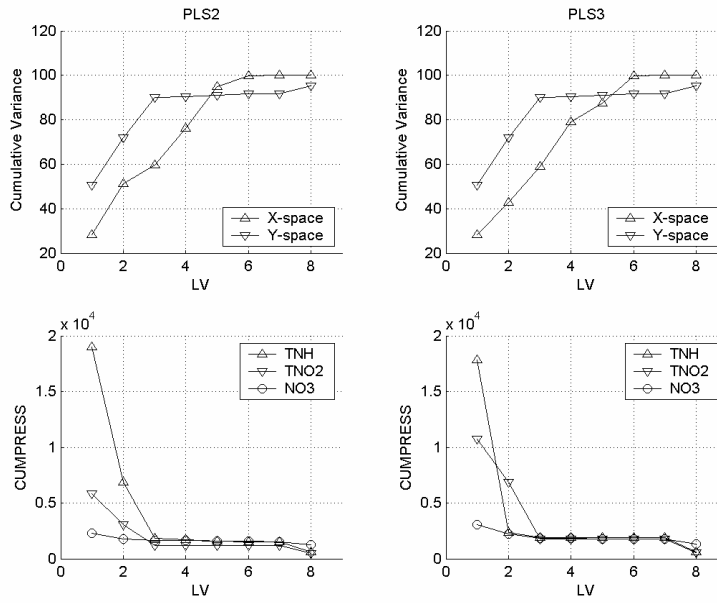 PLS2
120
100
80
60
40
20
Cumulative Variance
X-space
Y-space
0 2 4 6 8
LV
PLS3
120
100
80
60
40
20
Cumulative Variance
X-space
Y-space
0 2 4 6 8
LV
x 10^4
2
1.5
1
0.5
0
CUMPRESS
TNH
TNO2
NO3
0 2 4 6 8
LV
x 10^4
2
1.5
1
0.5
0
CUMPRESS
TNH
TNO2
NO3
0 2 4 6 8
LV